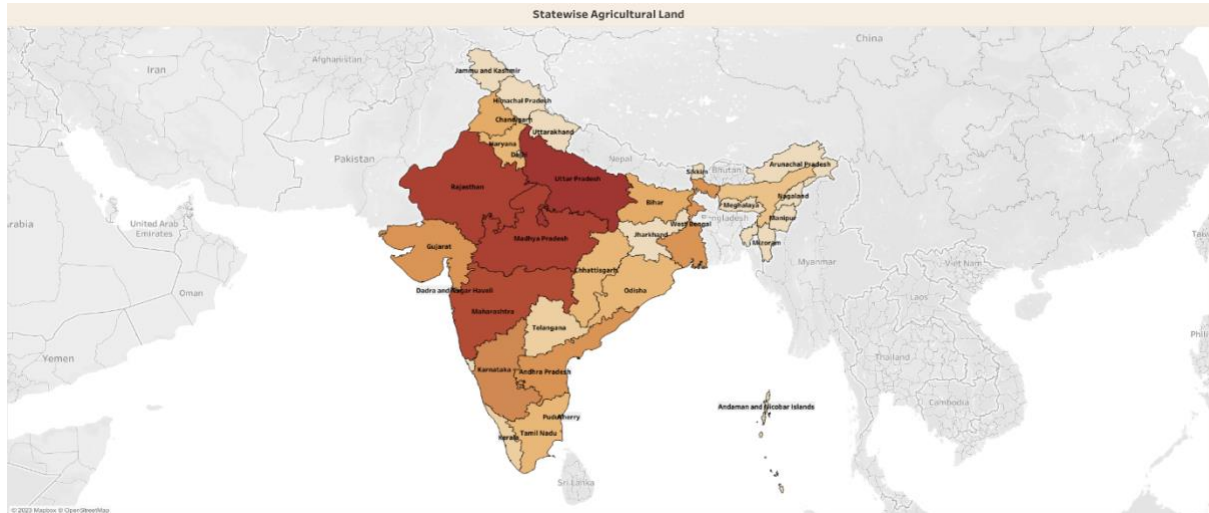 Statewise Agricultural Land
China
Iran
Afghanistan
Jammu and Kashmir
Himachal Pradesh
Chandigarh
Uttarakhand
Haryana
Delhi
Pakistan
Nepal
Sikkim
Bhutan
Arunachal Pradesh
Rajasthan
Uttar Pradesh
Bihar
Nagaland
Meghalaya
Manipur
United Arab
Emirates
West Bengal
Bangladesh
Jharkhand
Mizoram
Madhya Pradesh
Gujarat
Oman
Chhattisgarh
Odisha
Myanmar
Vietnam
Laos
Dadra and Nagar Haveli
Maharashtra
Telangana
Yemen
Thailand
Karnataka
Andhra Pradesh
Cambodia
Andaman and Nicobar Islands
Puducherry
Kerala
Tamil Nadu
Sri Lanka
© 2023 Mapbox © OpenStreetMap